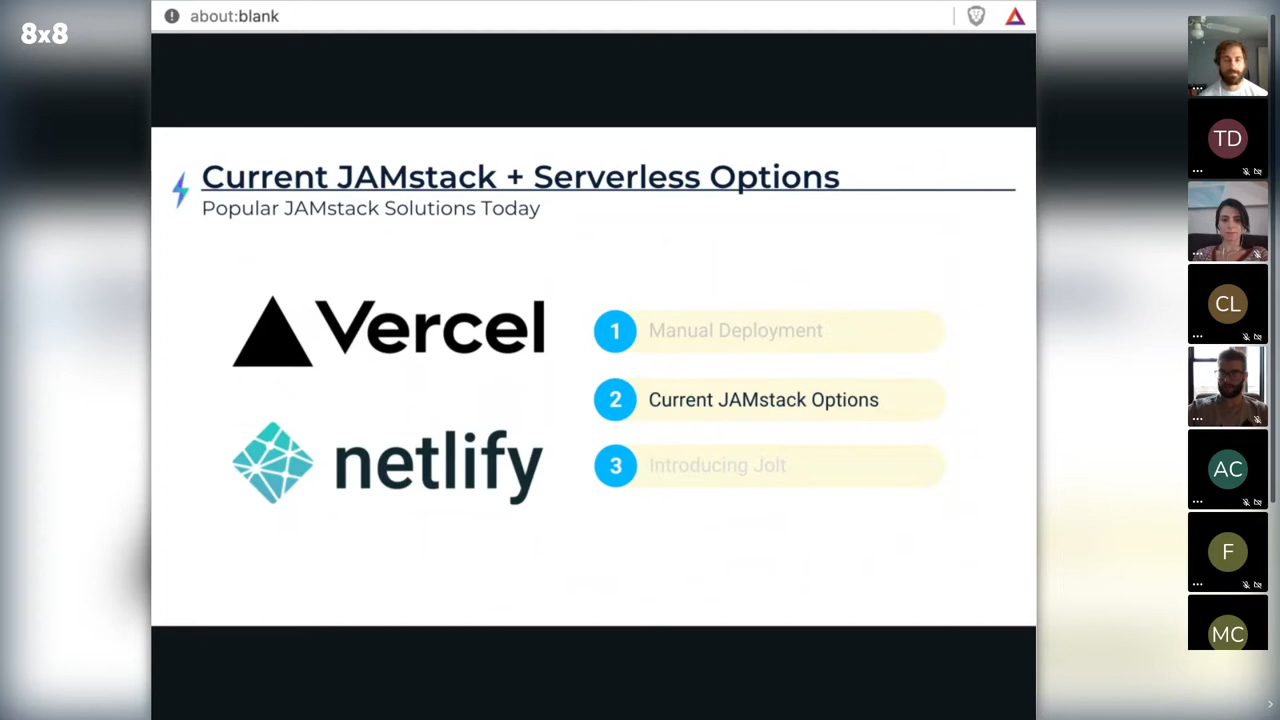 8x8
about:blank
Current JAMstack + Serverless Options
Popular JAMstack Solutions Today
Vercel
netlify
1 Manual Deployment
2 Current JAMstack Options
3 Introducing Jolt
TD
CL
AC
F
MC